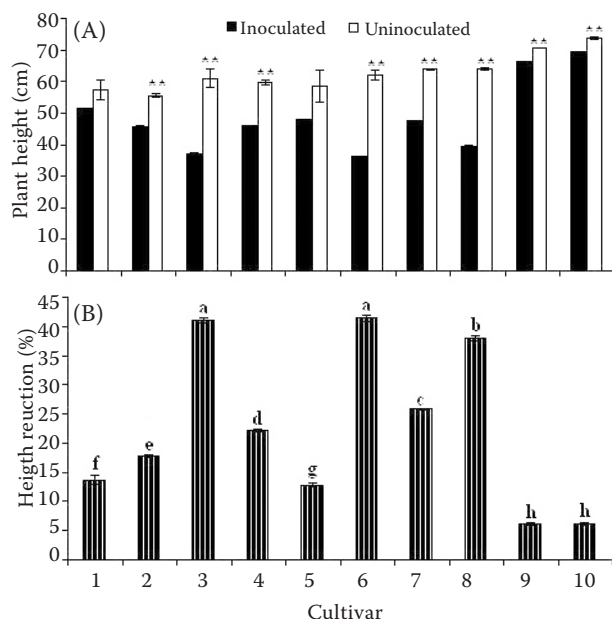 (A)
Inoculated
Uninoculated
Plant height (cm)
80
70
60
50
40
30
20
10
0
** ** ** ** ** ** ** **
(B)
Heigth reuction (%)
45
40
35
30
25
20
15
10
5
0
f e a d g a c b h h
1 2 3 4 5 6 7 8 9 10
Cultivar